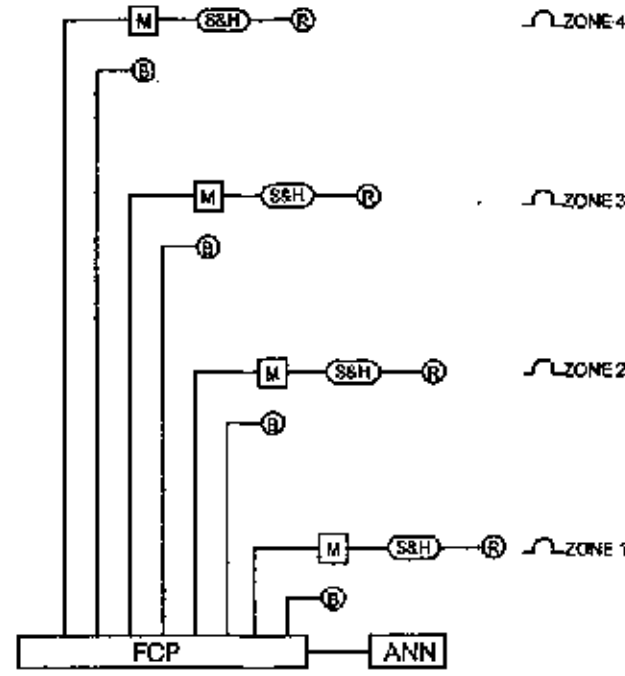 M S&H R ZONE 4
B
M S&H R ZONE 3
B
M S&H R ZONE 2
B
M S&H R ZONE 1
B
FCP ANN